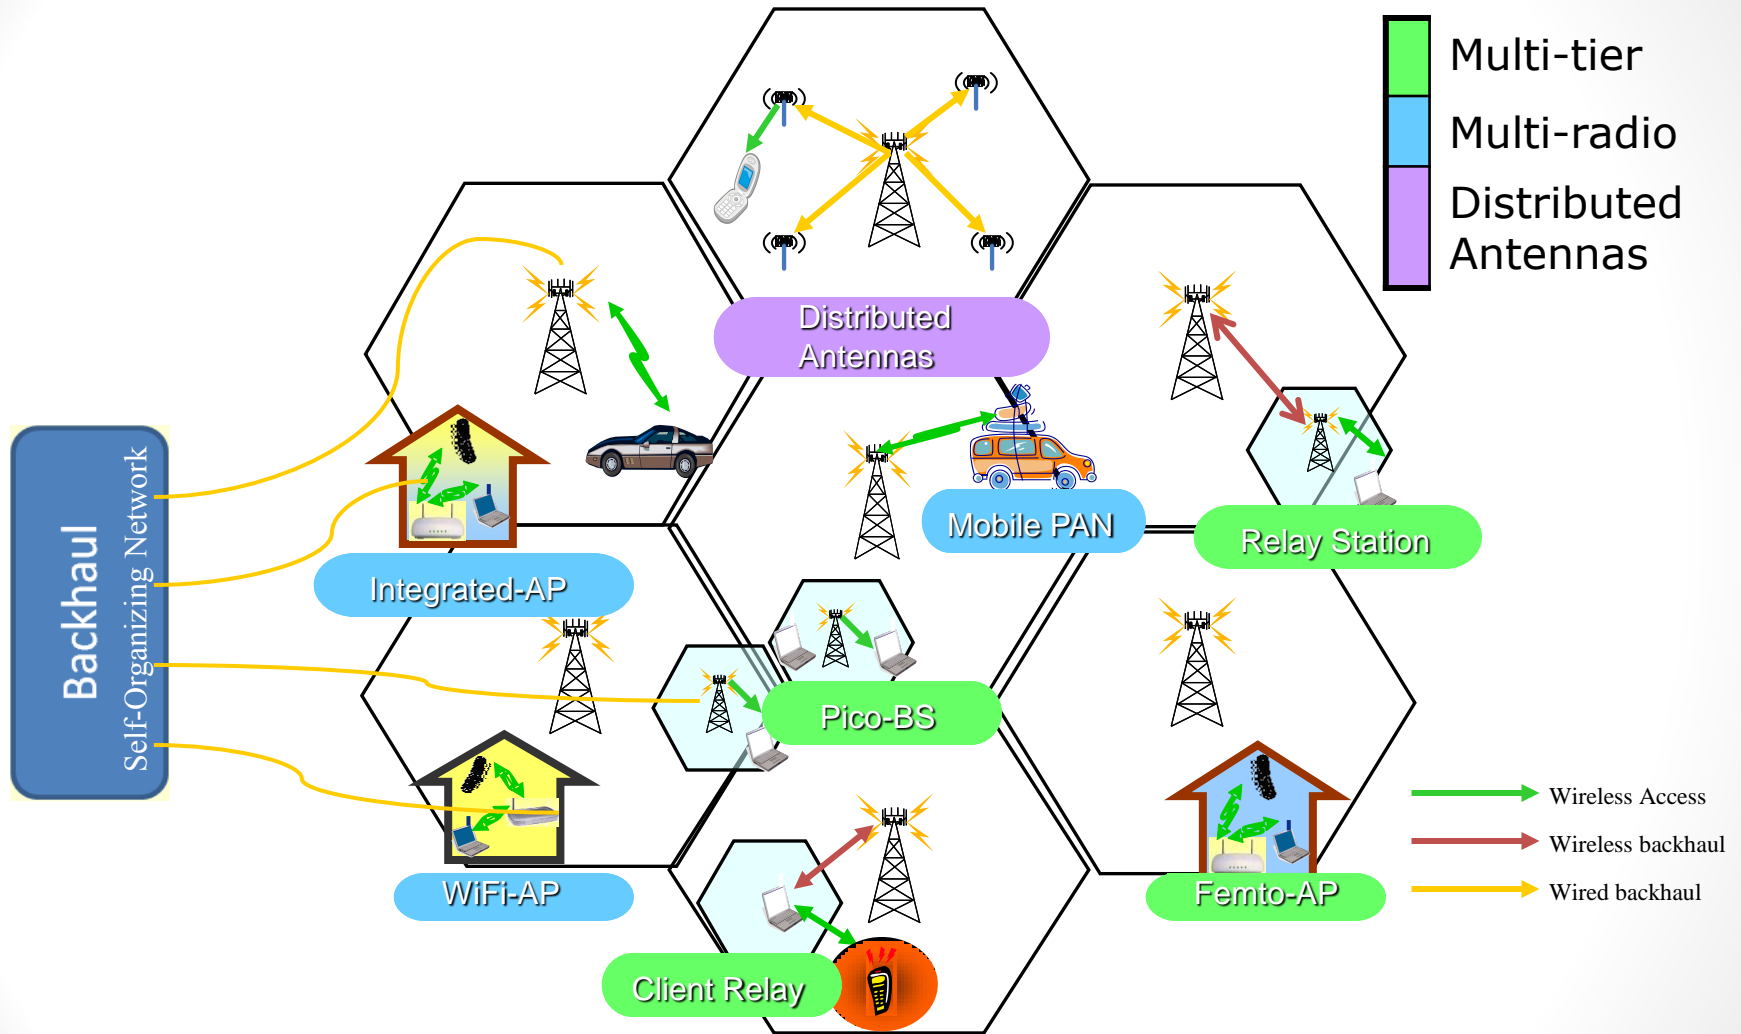 Multi-tier
Multi-radio
Distributed
Antennas
Distributed
Antennas
Mobile PAN
Relay Station
Integrated-AP
Backhaul
Self-Organizing Network
Pico-BS
WiFi-AP
Femto-AP
Client Relay
Wireless Access
Wireless backhaul
Wired backhaul